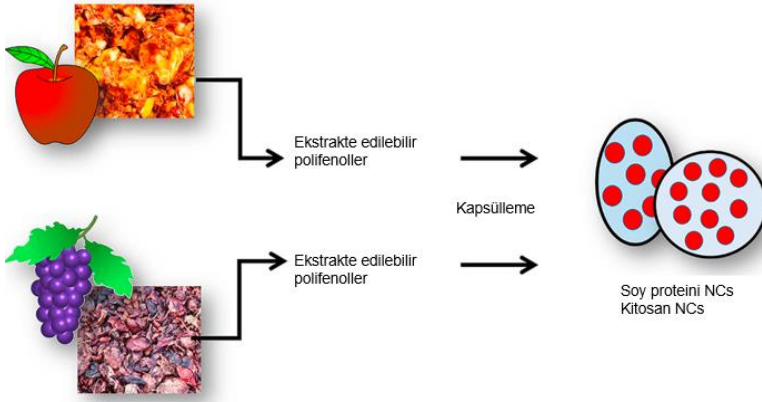 Ekstrakte edilebilir
polifenoller
Kapsülleme
Ekstrakte edilebilir
polifenoller
Soy proteini NCs
Kitosan NCs